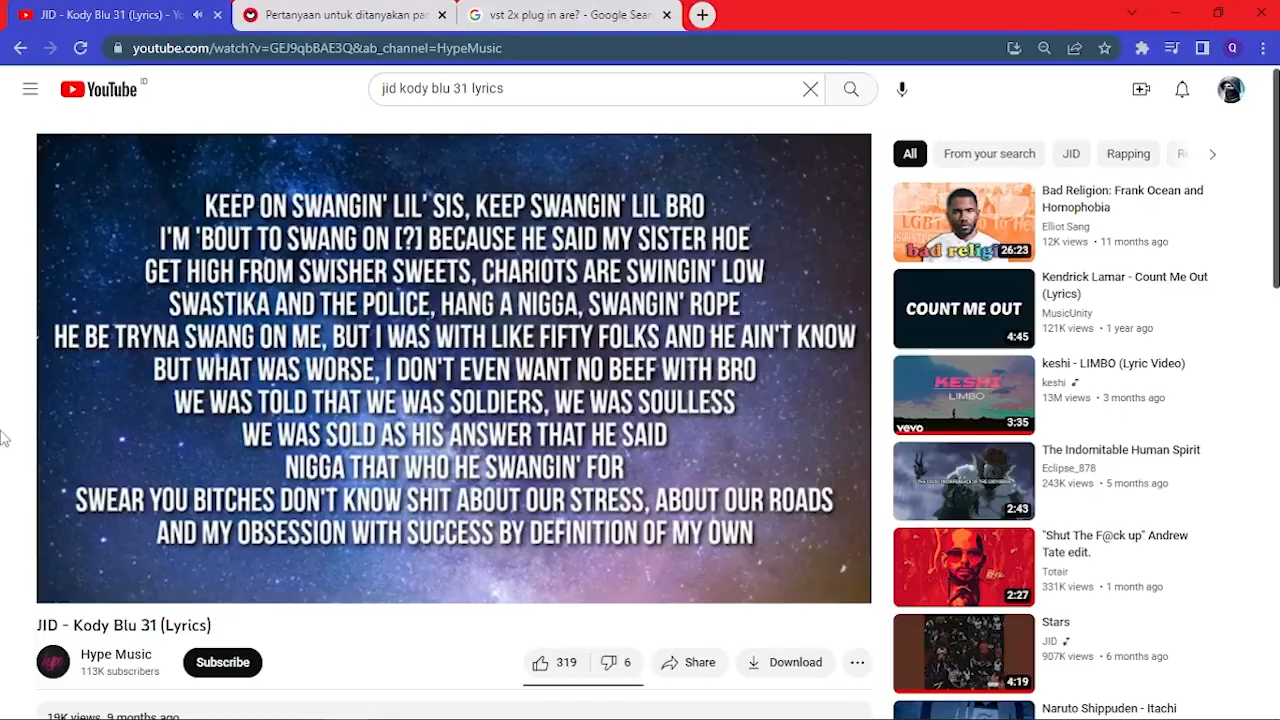 JID - Kody Blu 31 (Lyrics) - Yo
Pertanyaan untuk ditanyakan pa
vst 2x plug in are? - Google Sear
youtube.com/watch?v=GEJ9qbBAE3Q&ab_channel=HypeMusic
YouTube ID
jid kody blu 31 lyrics
KEEP ON SWANGIN' LIL' SIS, KEEP SWANGIN' LIL BRO
I'M 'BOUT TO SWANG ON [?] BECAUSE HE SAID MY SISTER HOE
GET HIGH FROM SWISHER SWEETS, CHARIOTS ARE SWINGIN' LOW
SWASTIKA AND THE POLICE, HANG A NIGGA, SWANGIN' ROPE
HE BE TRYNA SWANG ON ME, BUT I WAS WITH LIKE FIFTY FOLKS AND HE AIN'T KNOW
BUT WHAT WAS WORSE, I DON'T EVEN WANT NO BEEF WITH BRO
WE WAS TOLD THAT WE WAS SOLDIERS, WE WAS SOULLESS
WE WAS SOLD AS HIS ANSWER THAT HE SAID
NIGGA THAT WHO HE SWANGIN' FOR
SWEAR YOU BITCHES DON'T KNOW SHIT ABOUT OUR STRESS, ABOUT OUR ROADS
AND MY OBSESSION WITH SUCCESS BY DEFINITION OF MY OWN
JID - Kody Blu 31 (Lyrics)
Hype Music
113K subscribers
Subscribe
319
6
Share
Download
19K views 9 months ago
All
From your search
JID
Rapping
bad religi
26:23
Bad Religion: Frank Ocean and
Homophobia
Elliot Sang
12K views • 11 months ago
COUNT ME OUT
4:45
Kendrick Lamar - Count Me Out
(Lyrics)
MusicUnity
121K views • 1 year ago
KESHI
LIMBO
vevo
3:35
keshi - LIMBO (Lyric Video)
keshi
13M views • 3 months ago
2:43
The Indomitable Human Spirit
Eclipse_878
243K views • 5 months ago
2:27
"Shut The F@ck up" Andrew
Tate edit.
Totair
331K views • 1 month ago
4:19
Stars
JID
907K views • 6 months ago
Naruto Shippuden - Itachi